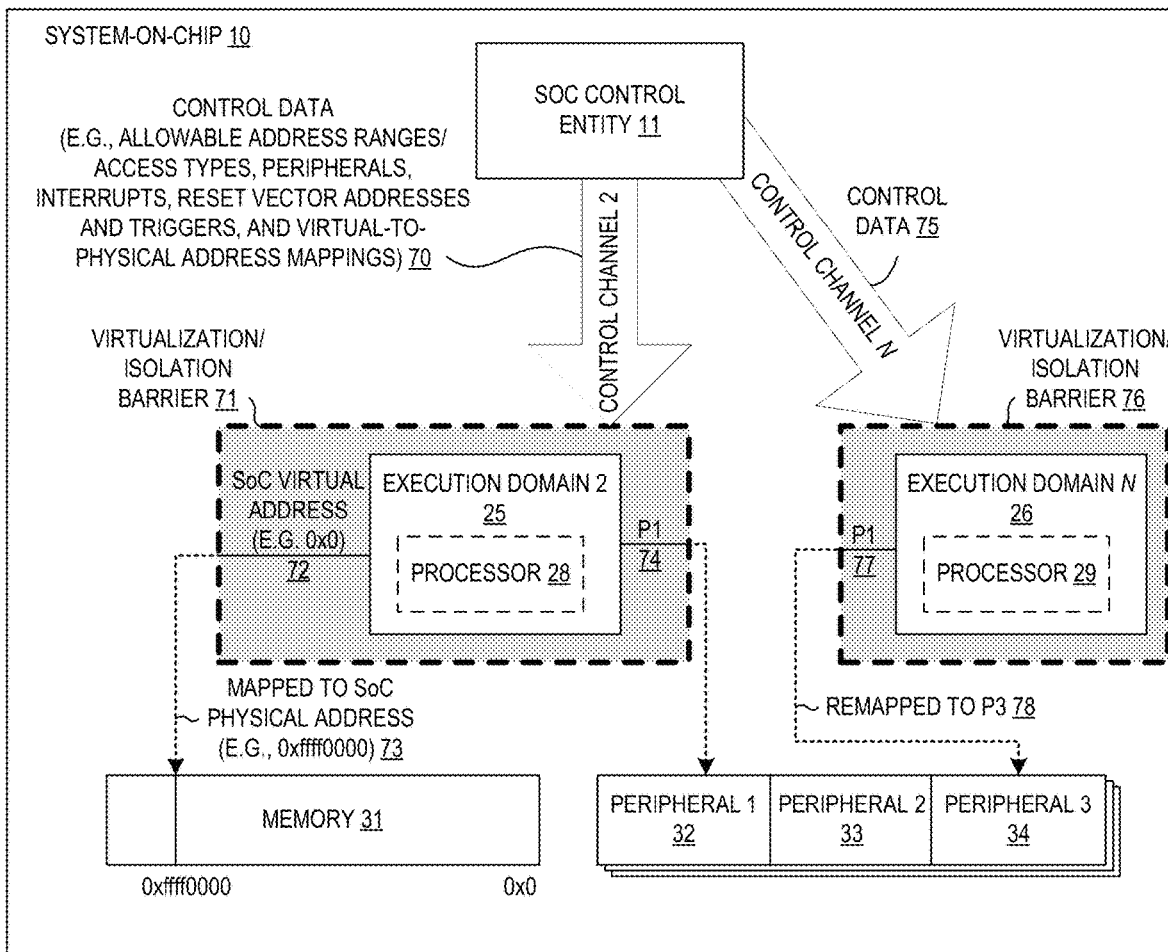 SYSTEM-ON-CHIP 10
SOC CONTROL
ENTITY 11
CONTROL DATA
(E.G., ALLOWABLE ADDRESS RANGES/
ACCESS TYPES, PERIPHERALS,
INTERRUPTS, RESET VECTOR ADDRESSES
AND TRIGGERS, AND VIRTUAL-TO-
PHYSICAL ADDRESS MAPPINGS) 70
CONTROL CHANNEL 2
CONTROL CHANNEL N
CONTROL
DATA 75
VIRTUALIZATION/
ISOLATION
BARRIER 71
VIRTUALIZATION/
ISOLATION
BARRIER 76
SoC VIRTUAL
ADDRESS
(E.G. 0x0)
72
EXECUTION DOMAIN 2
25
PROCESSOR 28
P1
74
P1
77
EXECUTION DOMAIN N
26
PROCESSOR 29
MAPPED TO SoC
PHYSICAL ADDRESS
(E.G., 0xffff0000) 73
REMAPPED TO P3 78
MEMORY 31
0xffff0000
0x0
PERIPHERAL 1
32
PERIPHERAL 2
33
PERIPHERAL 3
34